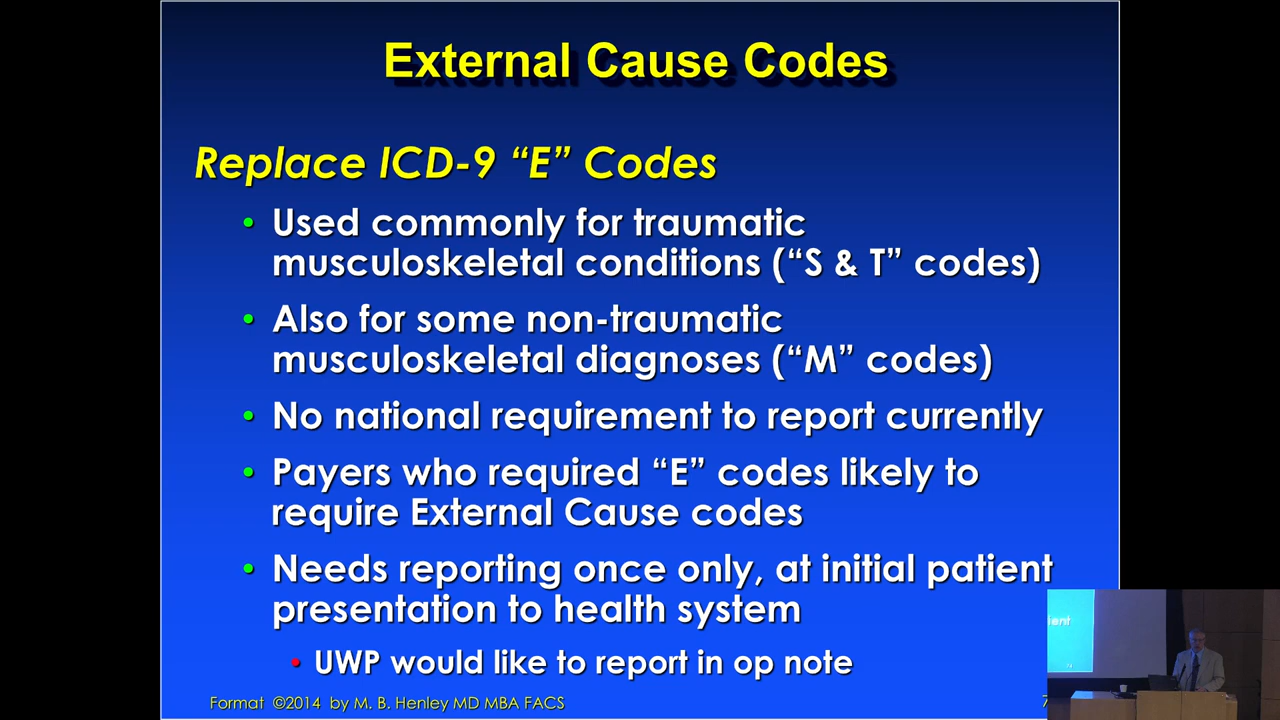 External Cause Codes
Replace ICD-9 “E” Codes
• Used commonly for traumatic
musculoskeletal conditions (“S & T” codes)
• Also for some non-traumatic
musculoskeletal diagnoses (“M” codes)
• No national requirement to report currently
• Payers who required “E” codes likely to
require External Cause codes
• Needs reporting once only, at initial patient
presentation to health system
• UWP would like to report in op note
Format ©2014 by M. B. Henley MD MBA FACS
7